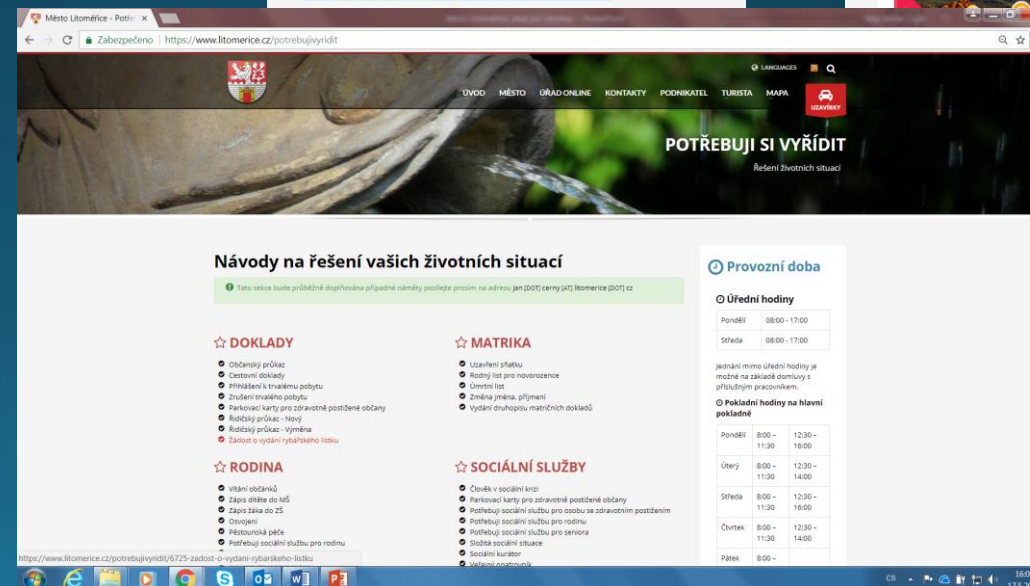 Město Litoměřice - Potře
Zabezpečeno | https://www.litomerice.cz/potrebujivyridit
LANGUAGES
ÚVOD MĚSTO ÚŘAD ONLINE KONTAKTY PODNIKATEL TURISTA MAPA
UZAVÍRKY
POTŘEBUJI SI VYŘÍDIT
Řešení životních situací
Návody na řešení vašich životních situací
Tato sekce bude průběžně doplňována případné náměty posílejte prosím na adresu jan [DOT] cerny [AT] litomerice [DOT] cz
DOKLADY
Občanský průkaz
Cestovní doklady
Přihlášení k trvalému pobytu
Zrušení trvalého pobytu
Parkovací karty pro zdravotně postižené občany
Řidičský průkaz - Nový
Řidičský průkaz - Výměna
Žádost o vydání rybářského lístku
MATRIKA
Uzavření sňatku
Rodný list pro novorozence
Úmrtní list
Změna jména, příjmení
Vydání druhopisu matričních dokladů
RODINA
Vítání občánků
Zápis dítěte do MŠ
Zápis žáka do ZŠ
Osvojení
Pěstounská péče
Potřebuji sociální službu pro rodinu
SOCIÁLNÍ SLUŽBY
Člověk v sociální krizi
Parkovací karty pro zdravotně postižené občany
Potřebuji sociální službu pro osobu se zdravotním postižením
Potřebuji sociální službu pro rodinu
Potřebuji sociální službu pro seniora
Složitá sociální situace
Sociální kurátor
Veřejný opatrovník
Provozní doba
Úřední hodiny
Pondělí 08:00 - 17:00
Středa 08:00 - 17:00
Jednání mimo úřední hodiny je
možné na základě domluvy s
příslušným pracovníkem.
Pokladní hodiny na hlavní
pokladně
Pondělí 8:00 – 12:30 –
11:30 16:00
Úterý 8:00 – 12:30 –
11:30 14:00
Středa 8:00 – 12:30 –
11:30 16:00
Čtvrtek 8:00 – 12:30 –
11:30 14:00
Pátek 8:00 –
https://www.litomerice.cz/potrebujivyridit/6725-zadost-o-vydani-rybarskeho-listku
CS